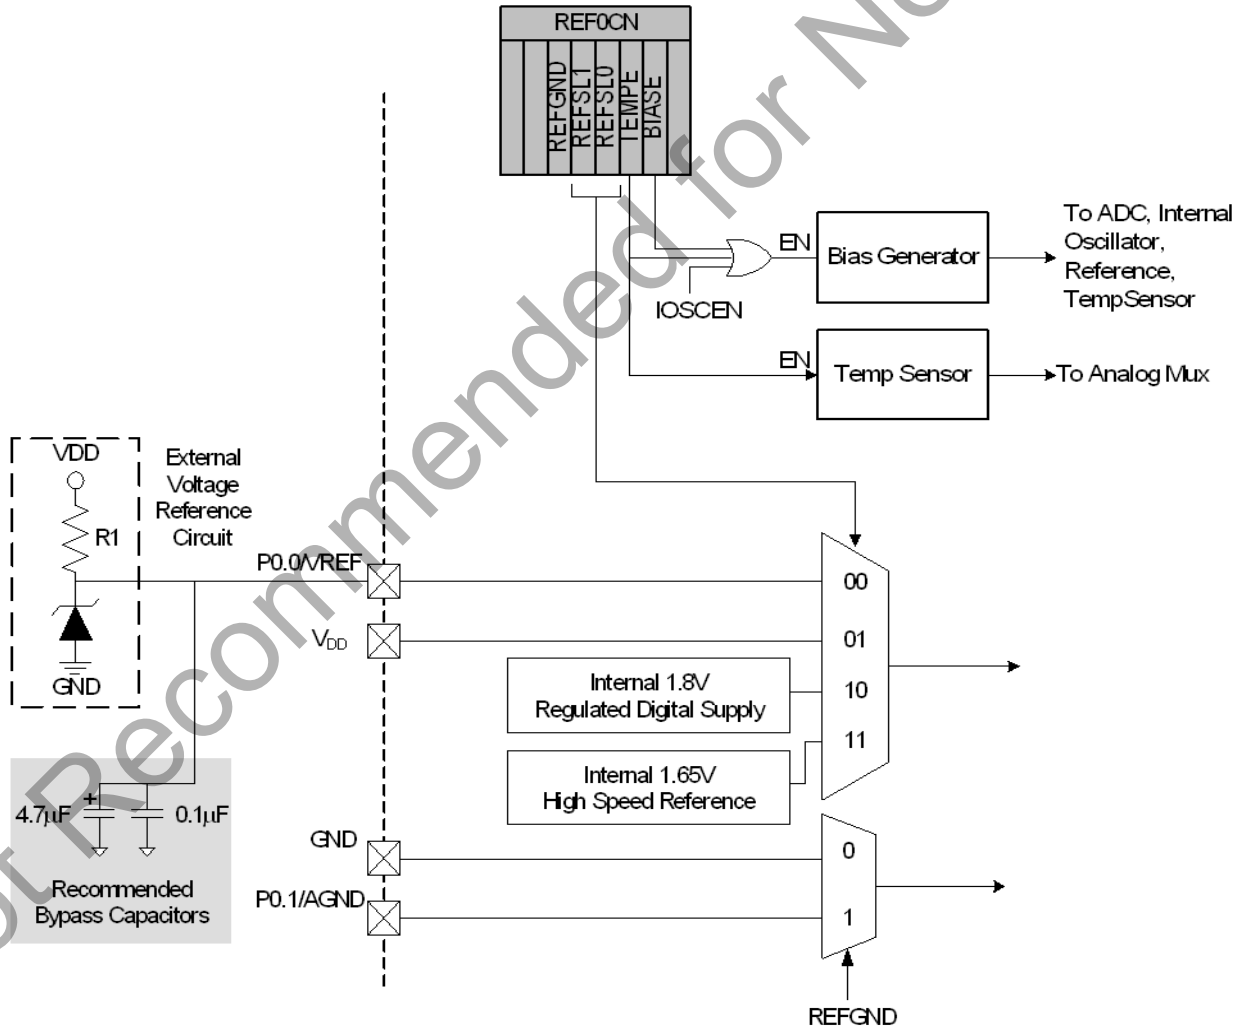 REF0CN
REFGND
REFSL1
REFSL0
TEMPE
BIASE
EN
Bias Generator
To ADC, Internal
Oscillator,
Reference,
TempSensor
IOSCEN
EN
Temp Sensor
To Analog Mux
VDD
R1
GND
External
Voltage
Reference
Circuit
P0.0/VREF
VDD
00
01
10
11
Internal 1.8V
Regulated Digital Supply
Internal 1.65V
High Speed Reference
4.7µF
+
0.1µF
Recommended
Bypass Capacitors
GND
P0.1/AGND
0
1
REFGND
Recommended for